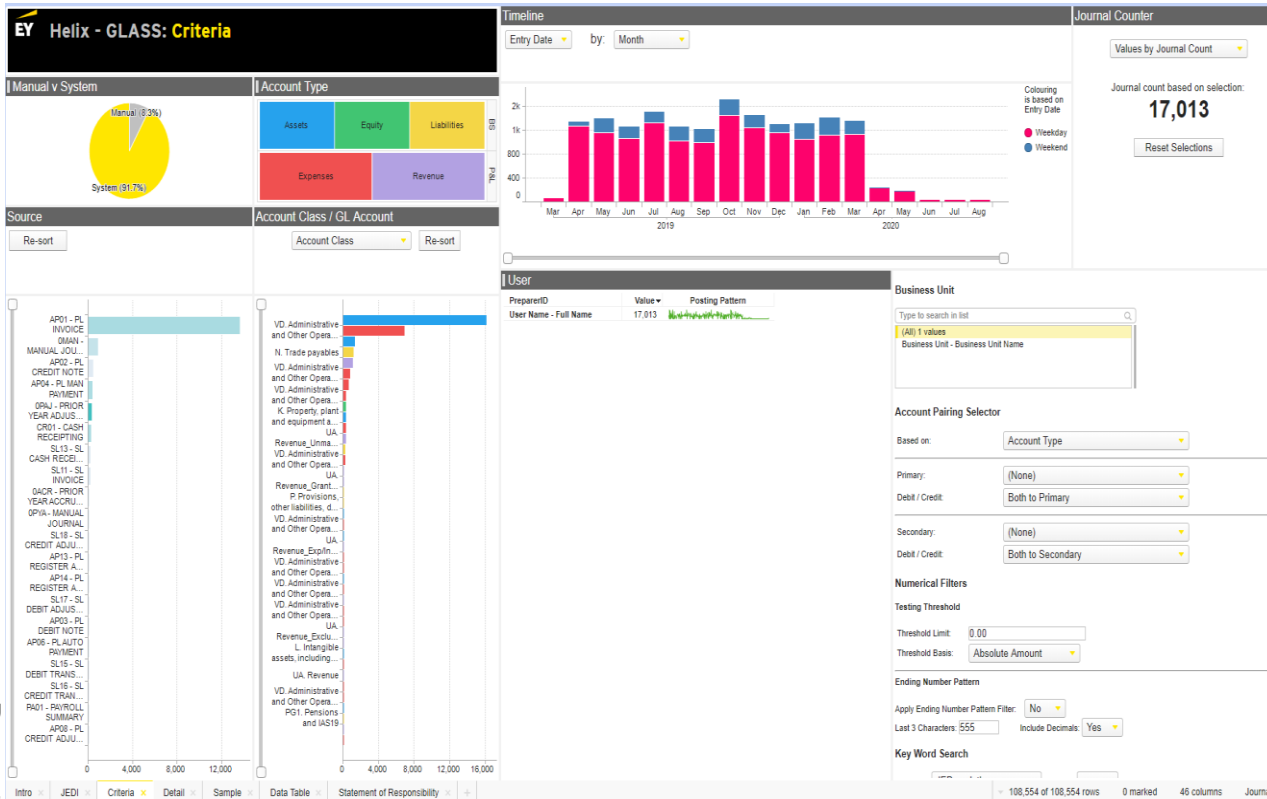 EY Helix - GLASS: Criteria
Manual v System
Manual (8.3%)
System (91.7%)
Account Type
Assets
Equity
Liabilities
BS
Expenses
Revenue
P&L
Timeline
Entry Date
by:
Month
2k
1k
800
400
0
Mar Apr May Jun Jul Aug Sep Oct Nov Dec Jan Feb Mar Apr May Jun Jul Aug
2019 2020
Colouring
is based on
Entry Date
Weekday
Weekend
Journal Counter
Values by Journal Count
Journal count based on selection:
17,013
Reset Selections
Source
Re-sort
AP01 - PL
INVOICE
0MAN -
MANUAL JOU...
AP02 - PL
CREDIT NOTE
AP04 - PL MAN
PAYMENT
0PAJ - PRIOR
YEAR ADJUS...
CR01 - CASH
RECEIPTING
SL13 - SL
CASH RECEI...
SL11 - SL
INVOICE
0ACR - PRIOR
YEAR ACCRU...
0PYA - MANUAL
JOURNAL
SL18 - SL
CREDIT ADJU...
AP13 - PL
REGISTER A...
AP14 - PL
REGISTER A...
SL17 - SL
DEBIT ADJUS...
AP03 - PL
DEBIT NOTE
AP06 - PL AUTO
PAYMENT
SL15 - SL
DEBIT TRANS...
SL16 - SL
CREDIT TRAN...
PA01 - PAYROLL
SUMMARY
AP08 - PL
CREDIT ADJU...
0 4,000 8,000 12,000
Account Class / GL Account
Account Class
Re-sort
VD. Administrative
and Other Opera...
N. Trade payables
VD. Administrative
and Other Opera...
VD. Administrative
and Other Opera...
K. Property, plant
and equipment a...
UA.
Revenue_Unma...
VD. Administrative
and Other Opera...
UA.
Revenue_Grant...
P. Provisions,
other liabilities, d...
VD. Administrative
and Other Opera...
UA.
Revenue_Exp/In...
VD. Administrative
and Other Opera...
VD. Administrative
and Other Opera...
VD. Administrative
and Other Opera...
UA.
Revenue_Exclu...
L. Intangible
assets, including...
UA. Revenue
VD. Administrative
and Other Opera...
PG1. Pensions
and IAS19
0 4,000 8,000 12,000 16,000
User
PreparerID Value Posting Pattern
User Name - Full Name 17,013
Business Unit
Type to search in list
(All) 1 values
Business Unit - Business Unit Name
Account Pairing Selector
Based on: Account Type
Primary: (None)
Debit / Credit: Both to Primary
Secondary: (None)
Debit / Credit: Both to Secondary
Numerical Filters
Testing Threshold
Threshold Limit: 0.00
Threshold Basis: Absolute Amount
Ending Number Pattern
Apply Ending Number Pattern Filter: No
Last 3 Characters: 555 Include Decimals: Yes
Key Word Search
Intro JEDI Criteria Detail Sample Data Table Statement of Responsibility
108,554 of 108,554 rows 0 marked 46 columns